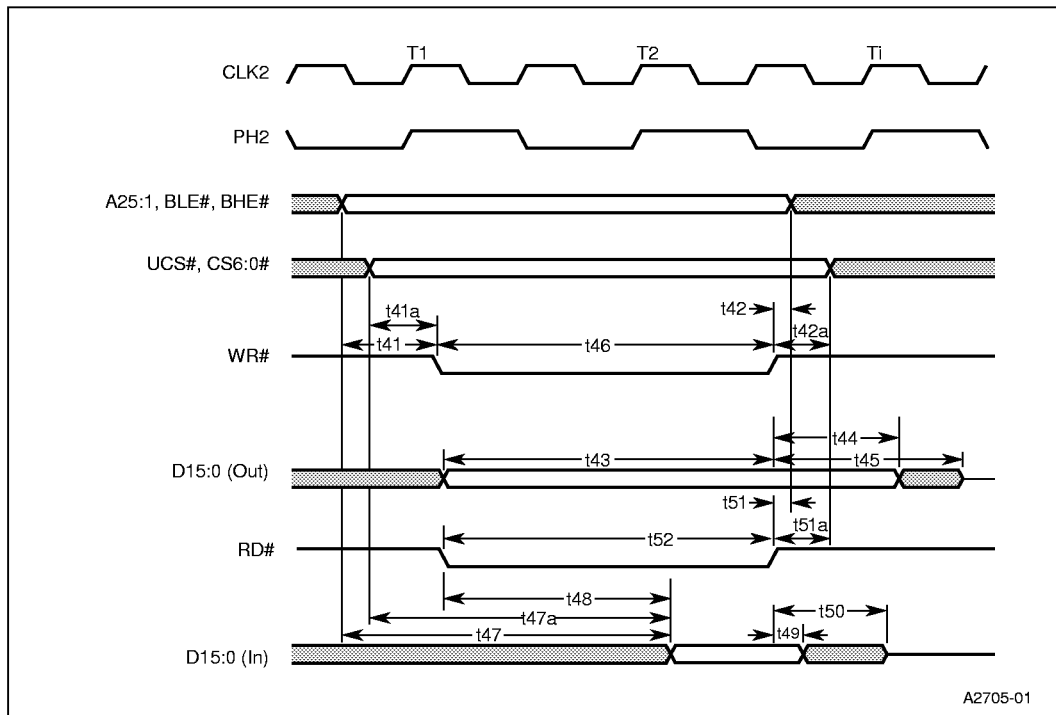 T1 T2 Ti
CLK2
PH2
A25:1, BLE#, BHE#
UCS#, CS6:0#
t41a t42
t42a
t41 t46
WR#
t44
t43 t45
D15:0 (Out)
t51
t51a
t52
RD#
t48
t50
t47a
t47 t49
D15:0 (In)
A2705-01